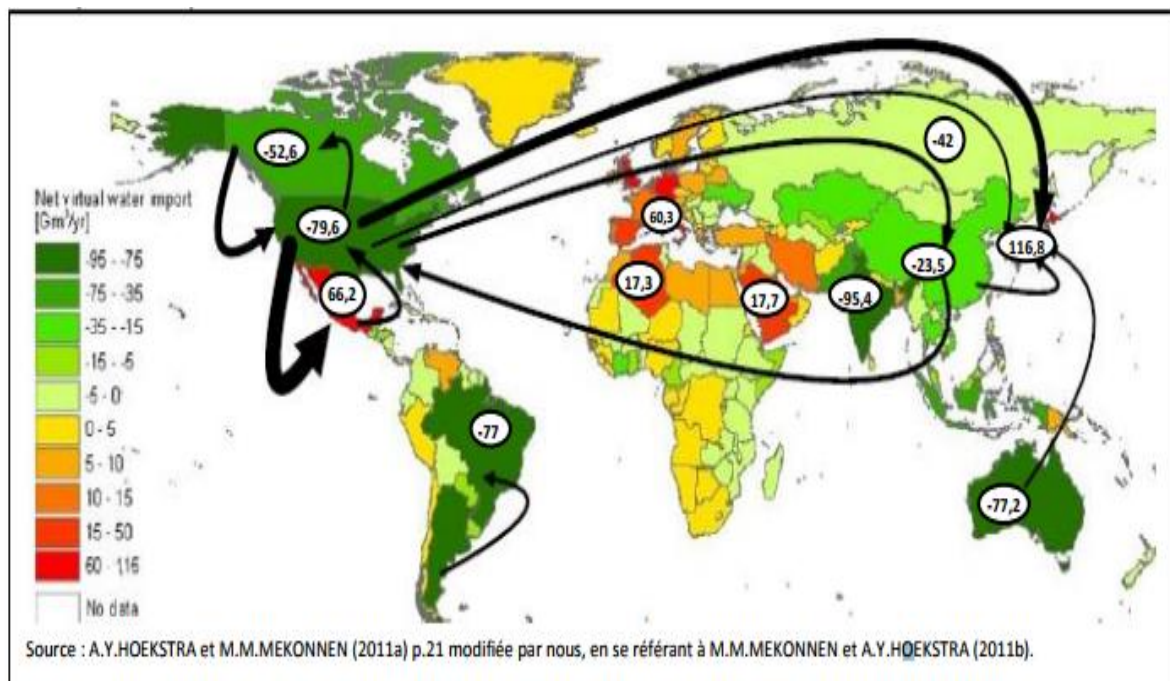 -52,6
-42
-79,6
60,3
116,8
Net virtual water import
[Gm³/yr]
66,2
17,3
17,7
-95,4
-23,5
-95 - -75
-75 - -35
-35 - -15
-15 - -5
-5 - 0
0 - 5
5 - 10
10 - 15
15 - 50
60 - 116
No data
-77
-77,2
Source : A.Y.HOEKSTRA et M.M.MEKONNEN (2011a) p.21 modifiée par nous, en se référant à M.M.MEKONNEN et A.Y.HOEKSTRA (2011b).